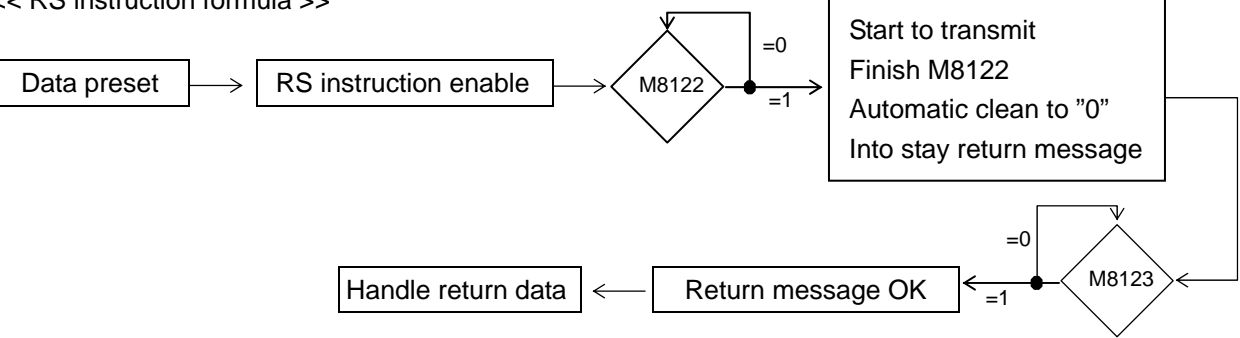 << RS instruction formula >>
Data preset
RS instruction enable
M8122
=0
=1
Start to transmit
Finish M8122
Automatic clean to ”0”
Into stay return message
M8123
=0
=1
Return message OK
Handle return data